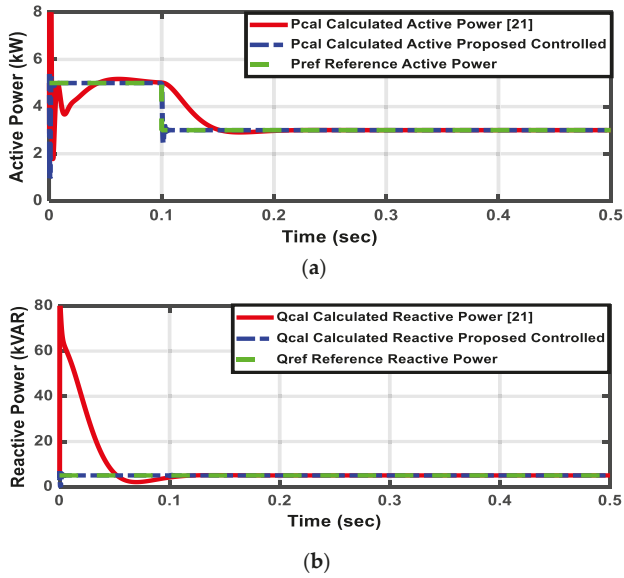 8
6
4
2
0
Active Power (kW)
Pcal Calculated Active Power [21]
Pcal Calculated Active Proposed Controlled
Pref Reference Active Power
0 0.1 0.2 0.3 0.4 0.5
Time (sec)
(a)
80
60
40
20
0
Reactive Power (kVAR)
Qcal Calculated Reactive Power [21]
Qcal Calculated Reactive Proposed Controlled
Qref Reference Reactive Power
0 0.1 0.2 0.3 0.4 0.5
Time (sec)
(b)